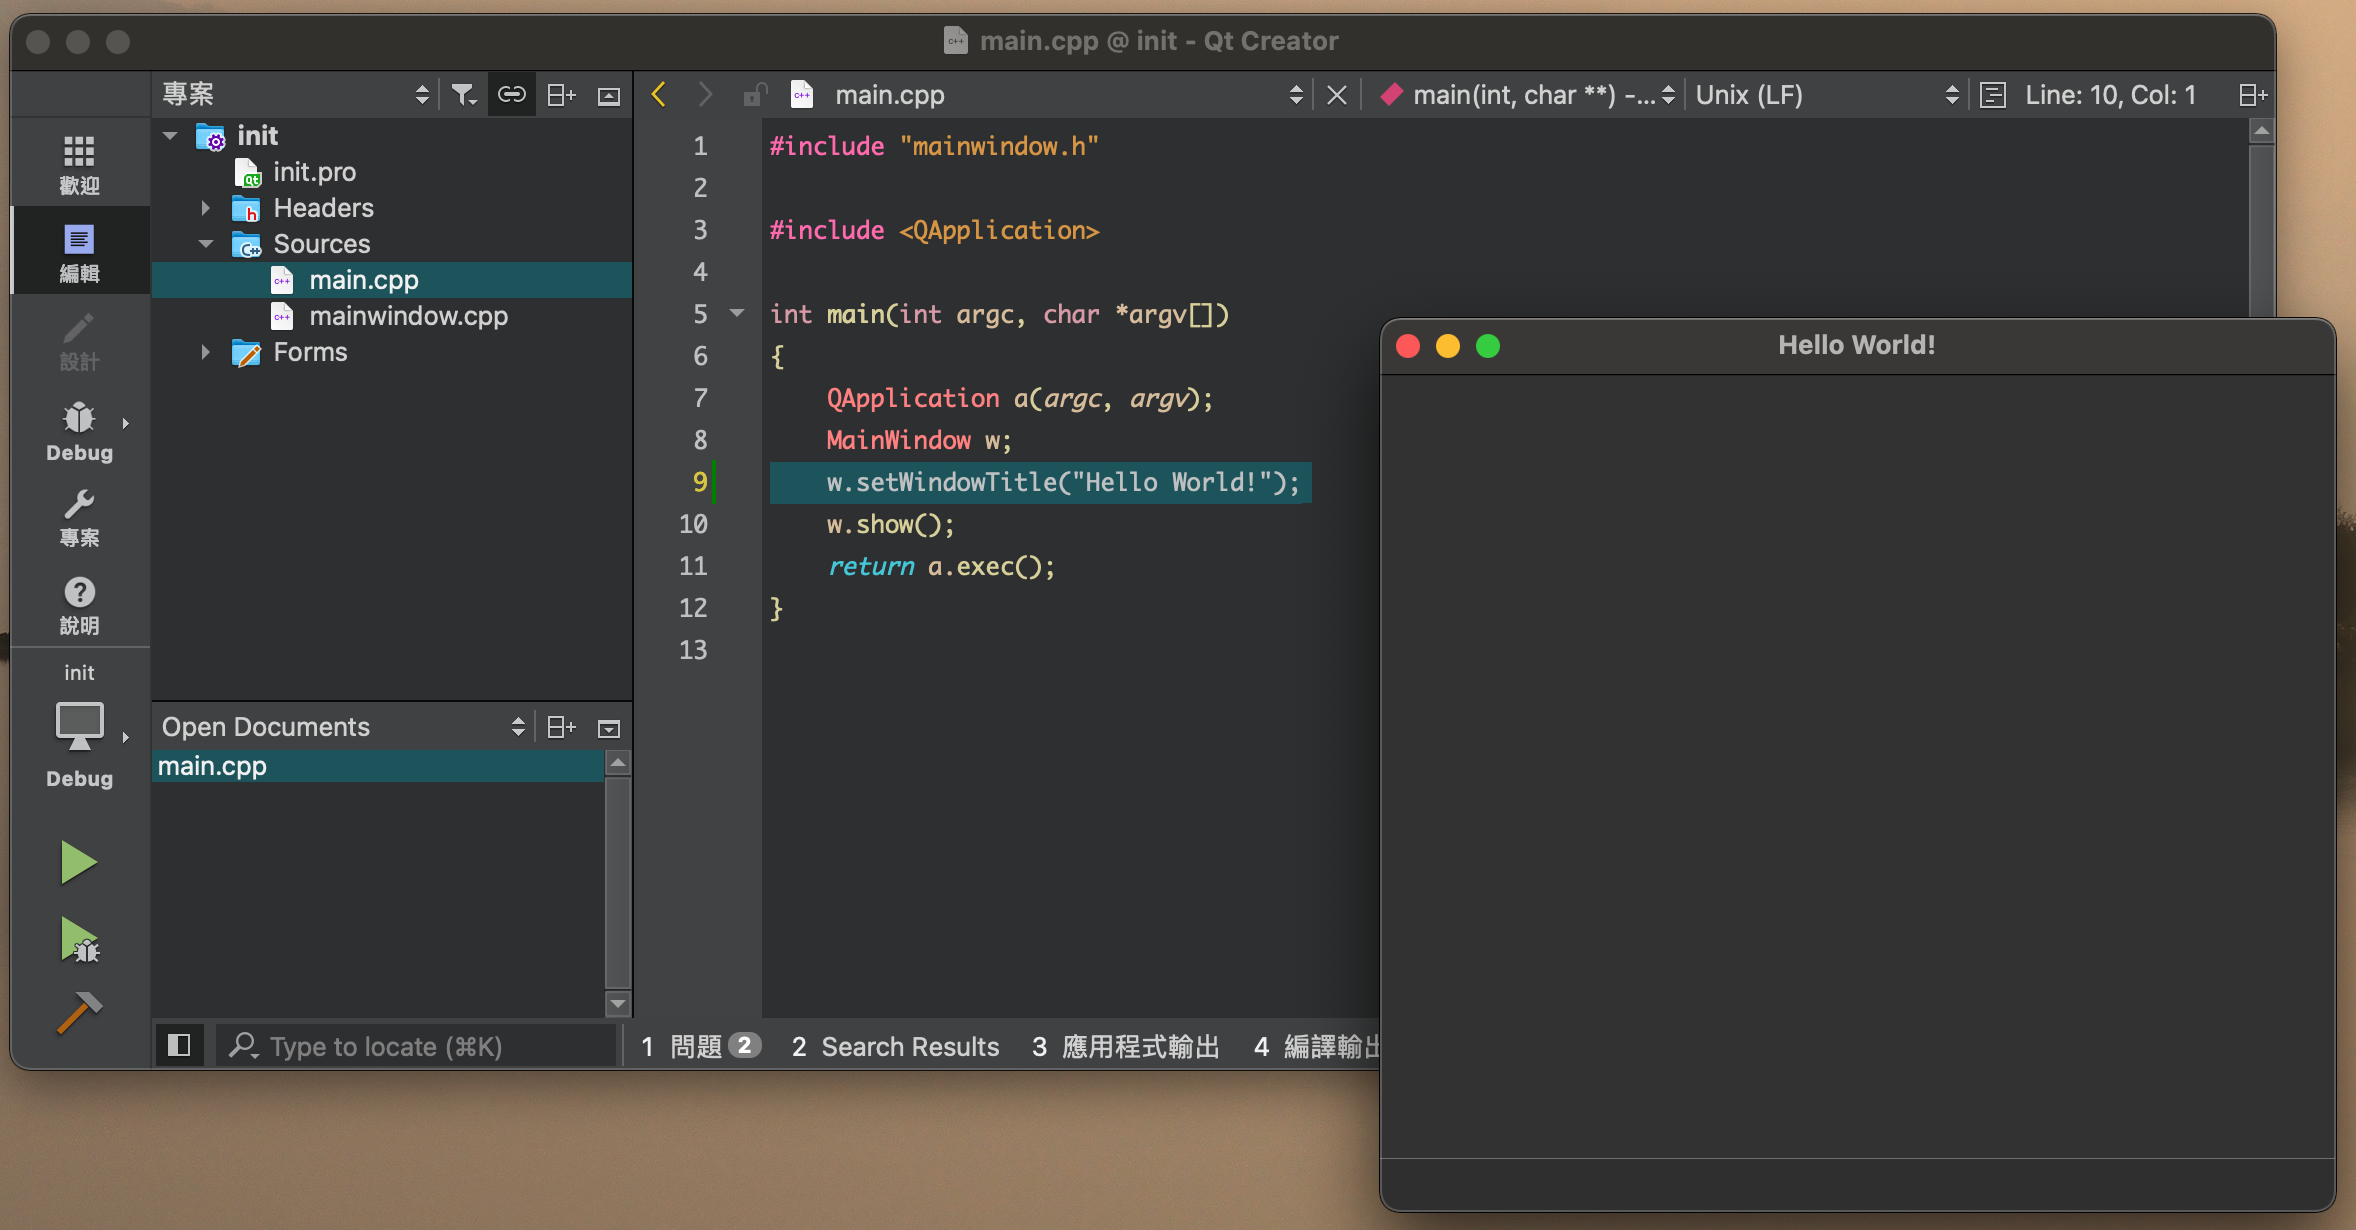 main.cpp @ init - Qt Creator
專案
main.cpp
main(int, char **) -...
Unix (LF)
Line: 10, Col: 1
歡迎
編輯
設計
Debug
專案
說明
init
Debug
init
init.pro
Headers
Sources
main.cpp
mainwindow.cpp
Forms
Open Documents
main.cpp
1 #include "mainwindow.h"
2
3 #include <QApplication>
4
5 int main(int argc, char *argv[])
6 {
7     QApplication a(argc, argv);
8     MainWindow w;
9     w.setWindowTitle("Hello World!");
10     w.show();
11     return a.exec();
12 }
13
Type to locate (⌘K)
1 問題 2
2 Search Results
3 應用程式輸出
4 編譯輸出
Hello World!